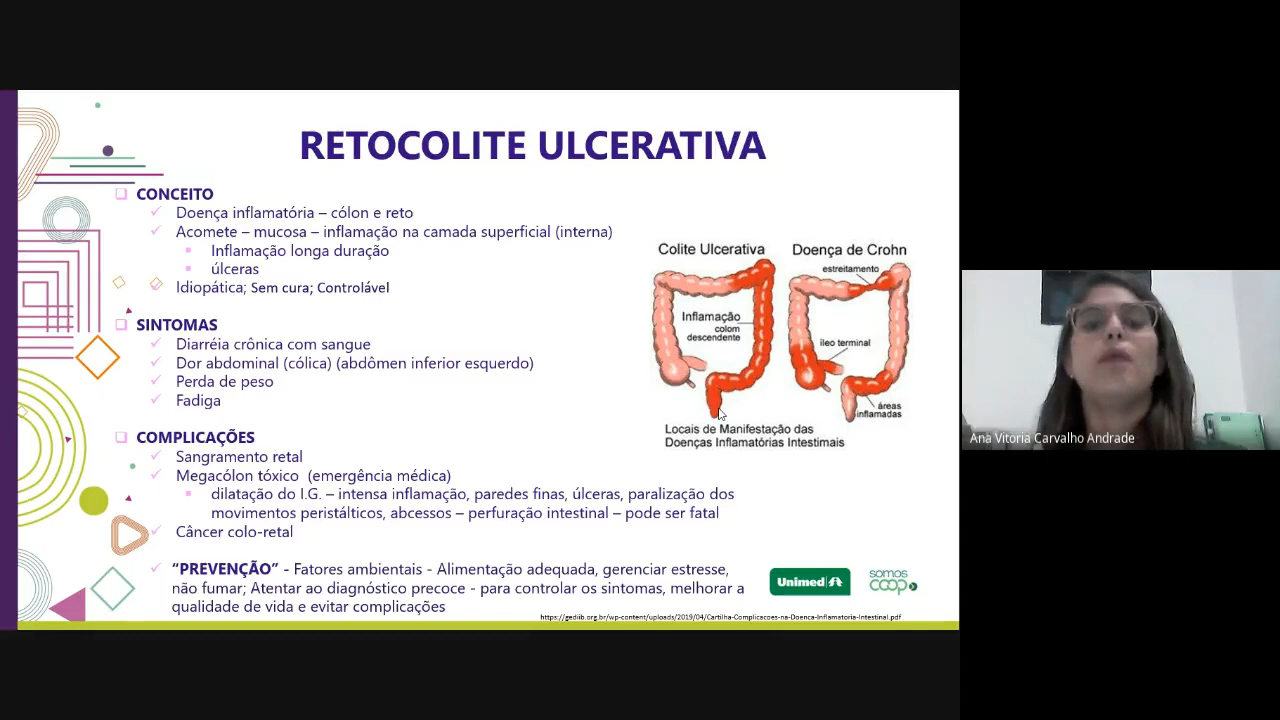 RETOCOLITE ULCERATIVA
CONCEITO
Doença inflamatória – cólon e reto
Acomete – mucosa – inflamação na camada superficial (interna)
Inflamação longa duração
úlceras
Idiopática; Sem cura; Controlável
SINTOMAS
Diarréia crônica com sangue
Dor abdominal (cólica) (abdômen inferior esquerdo)
Perda de peso
Fadiga
COMPLICAÇÕES
Sangramento retal
Megacólon tóxico (emergência médica)
dilatação do I.G. – intensa inflamação, paredes finas, úlceras, paralização dos
movimentos peristálticos, abcessos – perfuração intestinal – pode ser fatal
Câncer colo-retal
“PREVENÇÃO” - Fatores ambientais - Alimentação adequada, gerenciar estresse,
não fumar; Atentar ao diagnóstico precoce - para controlar os sintomas, melhorar a
qualidade de vida e evitar complicações
Colite Ulcerativa
Doença de Crohn
estreitamento
Inflamação
colom
descendente
íleo terminal
áreas
inflamadas
Locais de Manifestação das
Doenças Inflamatórias Intestimais
Unimed
somos
coop
https://gediib.org.br/wp-content/uploads/2019/04/Cartilha-Complicacoes-na-Doenca-Inflamatoria-Intestinal.pdf
Ana Vitoria Carvalho Andrade